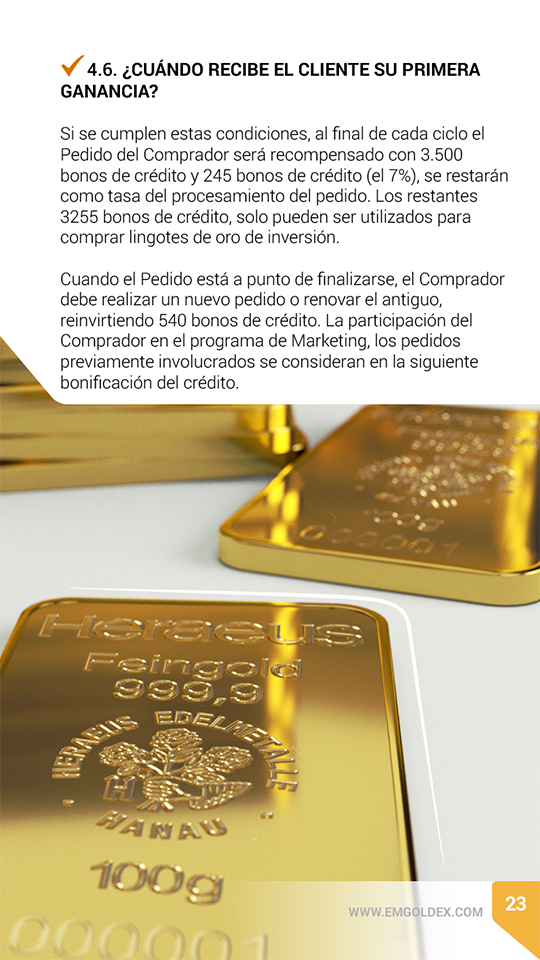 4.6. ¿CUÁNDO RECIBE EL CLIENTE SU PRIMERA
GANANCIA?
Si se cumplen estas condiciones, al final de cada ciclo el
Pedido del Comprador será recompensado con 3.500
bonos de crédito y 245 bonos de crédito (el 7%), se restarán
como tasa del procesamiento del pedido. Los restantes
3255 bonos de crédito, solo pueden ser utilizados para
comprar lingotes de oro de inversión.
Cuando el Pedido está a punto de finalizarse, el Comprador
debe realizar un nuevo pedido o renovar el antiguo,
reinvirtiendo 540 bonos de crédito. La participación del
Comprador en el programa de Marketing, los pedidos
previamente involucrados se consideran en la siguiente
bonificación del crédito.
100g
000001
Heraeus
Feingold
999,9
HERAEUS EDELMETALLE
H
HANAU
100g
000001
WWW.EMGOLDEX.COM
23